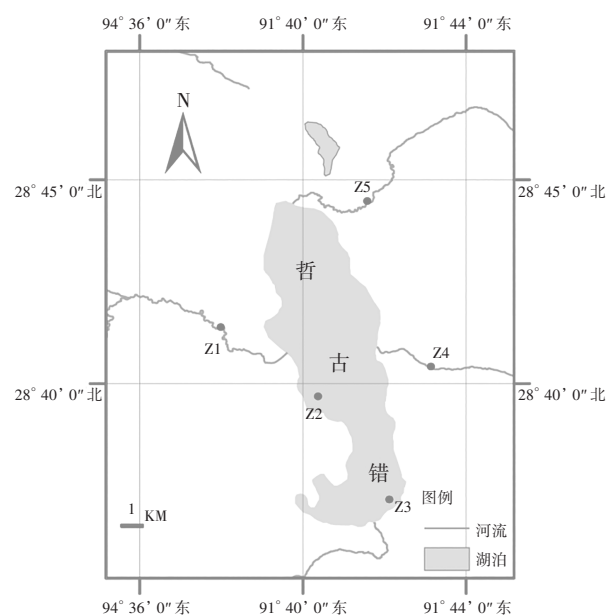 94° 36′ 0″东 91° 40′ 0″东 91° 44′ 0″东
N
28° 45′ 0″北 Z5 28° 45′ 0″北
哲
Z1 古 Z4
28° 40′ 0″北 28° 40′ 0″北
Z2
错
图例
1 KM Z3
河流
湖泊
94° 36′ 0″东 91° 40′ 0″东 91° 44′ 0″东